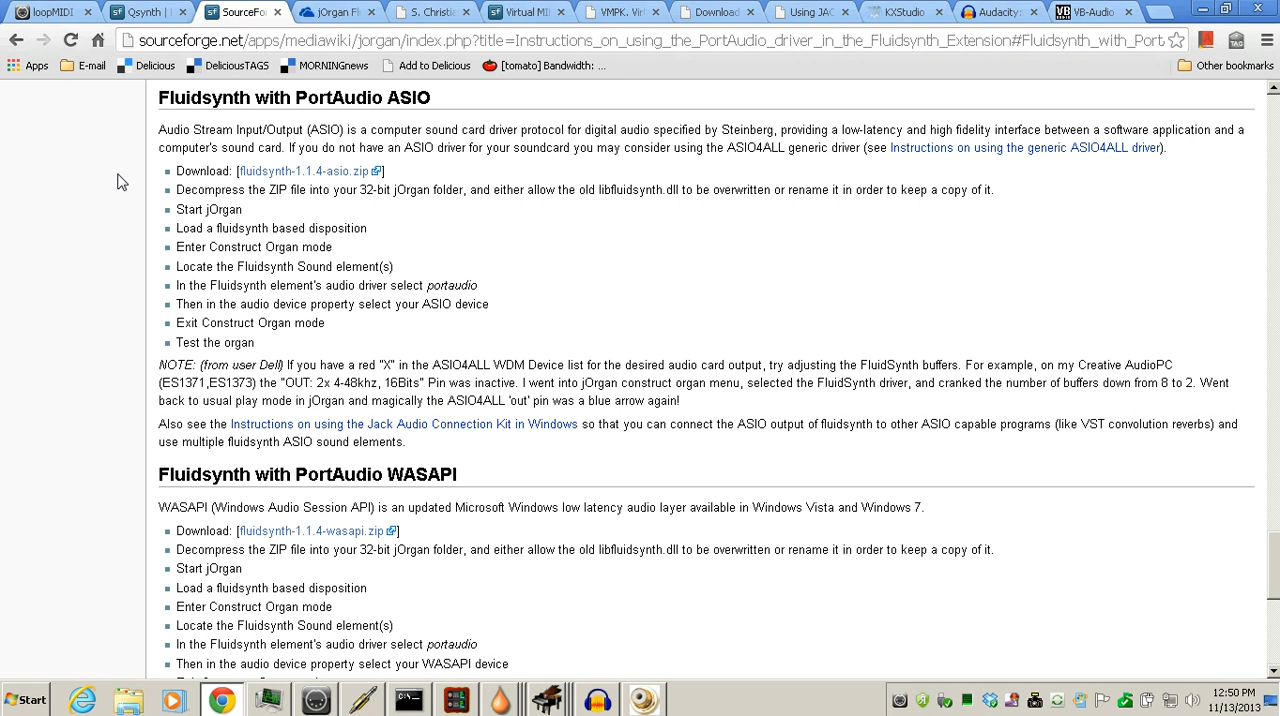 loopMIDI
Qsynth |
SourceFor
jOrgan Fl
S. Christi
Virtual MI
VMPK. Vir
Download
Using JAC
KXStudio
Audacity:
VB-Audio
sourceforge.net/apps/mediawiki/jorgan/index.php?title=Instructions_on_using_the_PortAudio_driver_in_the_Fluidsynth_Extension#Fluidsynth_with_Port
Apps E-mail Delicious DeliciousTAGS MORNINGnews Add to Delicious [tomato] Bandwidth: ... Other bookmarks
Fluidsynth with PortAudio ASIO
Audio Stream Input/Output (ASIO) is a computer sound card driver protocol for digital audio specified by Steinberg, providing a low-latency and high fidelity interface between a software application and a
computer's sound card. If you do not have an ASIO driver for your soundcard you may consider using the ASIO4ALL generic driver (see Instructions on using the generic ASIO4ALL driver).
Download: [fluidsynth-1.1.4-asio.zip]
Decompress the ZIP file into your 32-bit jOrgan folder, and either allow the old libfluidsynth.dll to be overwritten or rename it in order to keep a copy of it.
Start jOrgan
Load a fluidsynth based disposition
Enter Construct Organ mode
Locate the Fluidsynth Sound element(s)
In the Fluidsynth element's audio driver select portaudio
Then in the audio device property select your ASIO device
Exit Construct Organ mode
Test the organ
NOTE: (from user Dell) If you have a red "X" in the ASIO4ALL WDM Device list for the desired audio card output, try adjusting the FluidSynth buffers. For example, on my Creative AudioPC
(ES1371,ES1373) the "OUT: 2x 4-48khz, 16Bits" Pin was inactive. I went into jOrgan construct organ menu, selected the FluidSynth driver, and cranked the number of buffers down from 8 to 2. Went
back to usual play mode in jOrgan and magically the ASIO4ALL 'out' pin was a blue arrow again!
Also see the Instructions on using the Jack Audio Connection Kit in Windows so that you can connect the ASIO output of fluidsynth to other ASIO capable programs (like VST convolution reverbs) and
use multiple fluidsynth ASIO sound elements.
Fluidsynth with PortAudio WASAPI
WASAPI (Windows Audio Session API) is an updated Microsoft Windows low latency audio layer available in Windows Vista and Windows 7.
Download: [fluidsynth-1.1.4-wasapi.zip]
Decompress the ZIP file into your 32-bit jOrgan folder, and either allow the old libfluidsynth.dll to be overwritten or rename it in order to keep a copy of it.
Start jOrgan
Load a fluidsynth based disposition
Enter Construct Organ mode
Locate the Fluidsynth Sound element(s)
In the Fluidsynth element's audio driver select portaudio
Then in the audio device property select your WASAPI device
Start
12:50 PM
11/13/2013